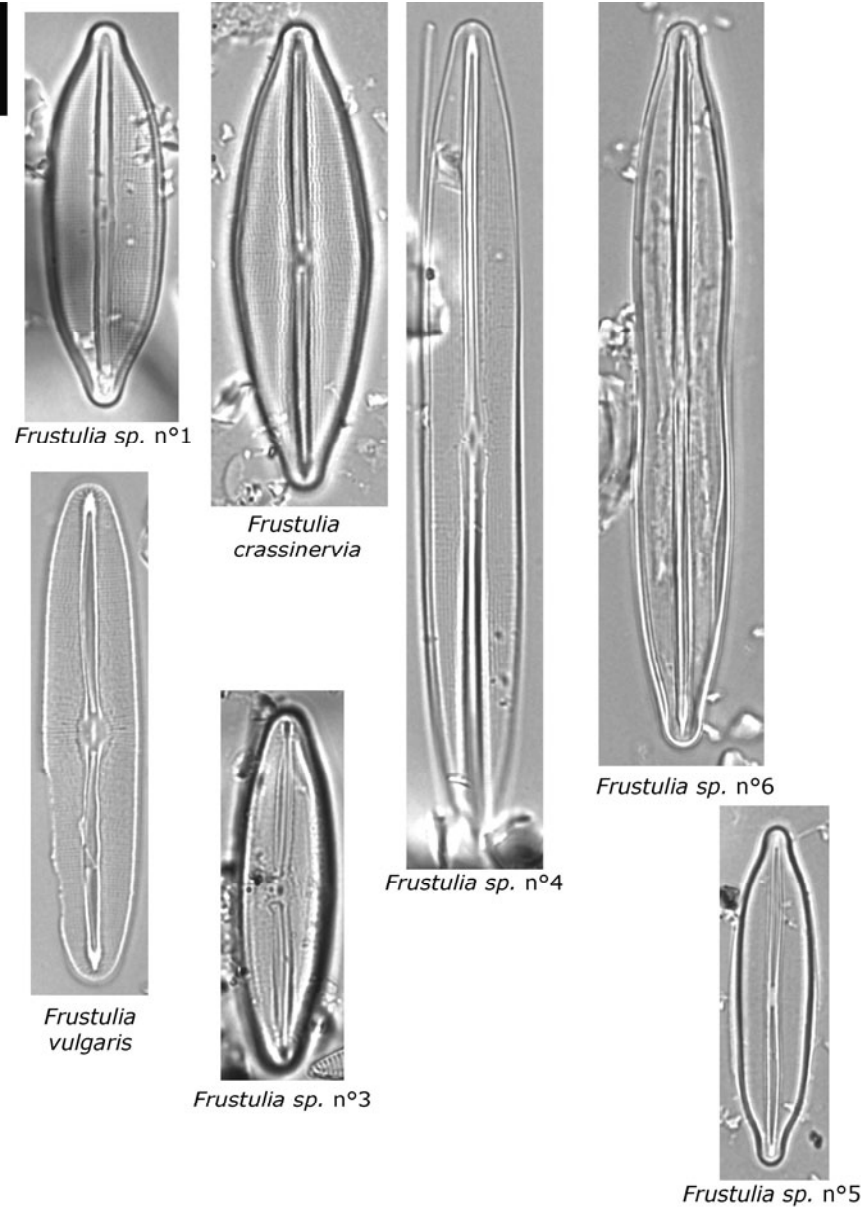 Frustulia sp. n°1
Frustulia
crassinervia
Frustulia sp. n°6
Frustulia sp. n°4
Frustulia
vulgaris
Frustulia sp. n°3
Frustulia sp. n°5